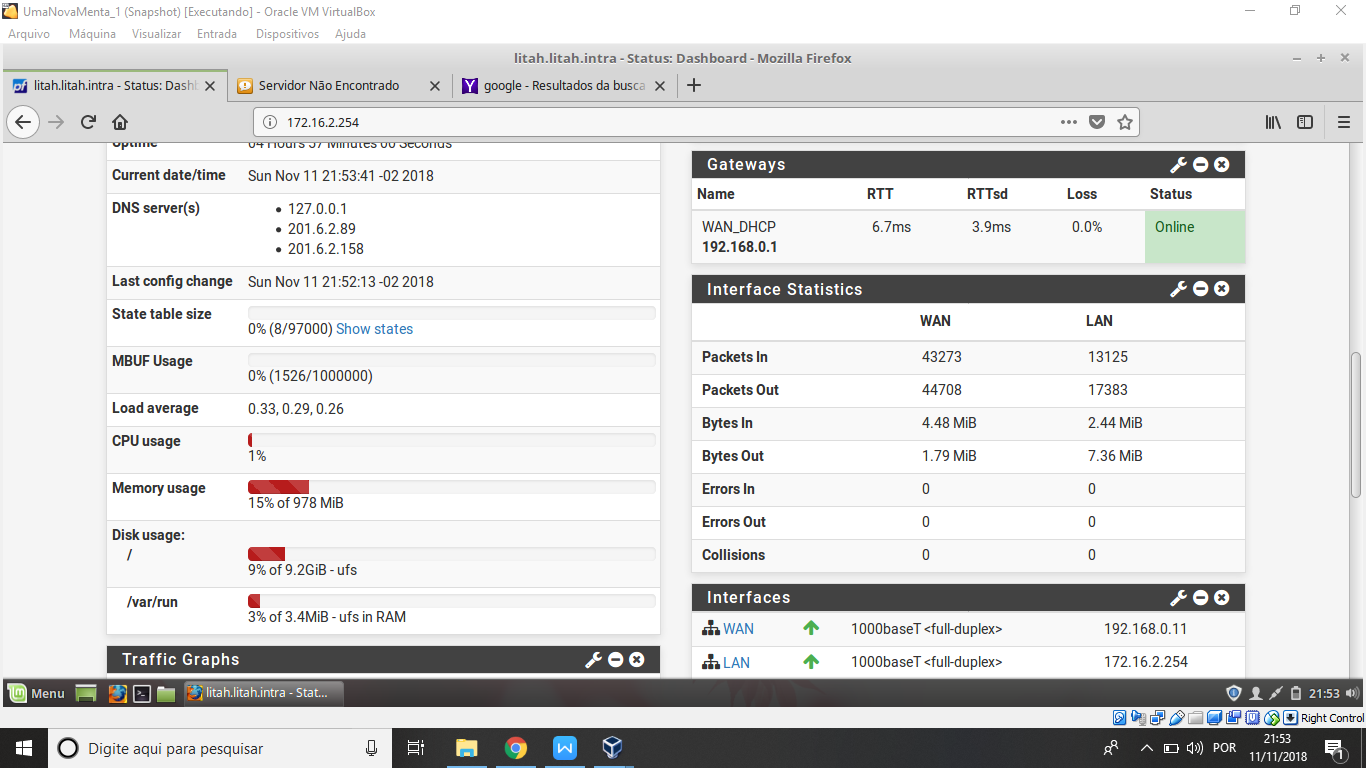 UmaNovaMenta_1 (Snapshot) [Executando] - Oracle VM VirtualBox
Arquivo Máquina Visualizar Entrada Dispositivos Ajuda
litah.litah.intra - Status: Dashboard - Mozilla Firefox
litah.litah.intra - Status: Dashb
Servidor Não Encontrado
google - Resultados da busca
172.16.2.254
Uptime 04 Hours 57 Minutes 00 Seconds
Current date/time Sun Nov 11 21:53:41 -02 2018
DNS server(s)
127.0.0.1
201.6.2.89
201.6.2.158
Last config change Sun Nov 11 21:52:13 -02 2018
State table size
0% (8/97000) Show states
MBUF Usage
0% (1526/1000000)
Load average 0.33, 0.29, 0.26
CPU usage
1%
Memory usage
15% of 978 MiB
Disk usage:
/
9% of 9.2GiB - ufs
/var/run
3% of 3.4MiB - ufs in RAM
Traffic Graphs
Gateways
Name RTT RTTsd Loss Status
WAN_DHCP 6.7ms 3.9ms 0.0% Online
192.168.0.1
Interface Statistics
WAN LAN
Packets In 43273 13125
Packets Out 44708 17383
Bytes In 4.48 MiB 2.44 MiB
Bytes Out 1.79 MiB 7.36 MiB
Errors In 0 0
Errors Out 0 0
Collisions 0 0
Interfaces
WAN 1000baseT <full-duplex> 192.168.0.11
LAN 1000baseT <full-duplex> 172.16.2.254
Menu
litah.litah.intra - Stat...
21:53
Right Control
Digite aqui para pesquisar
POR
21:53
11/11/2018
1